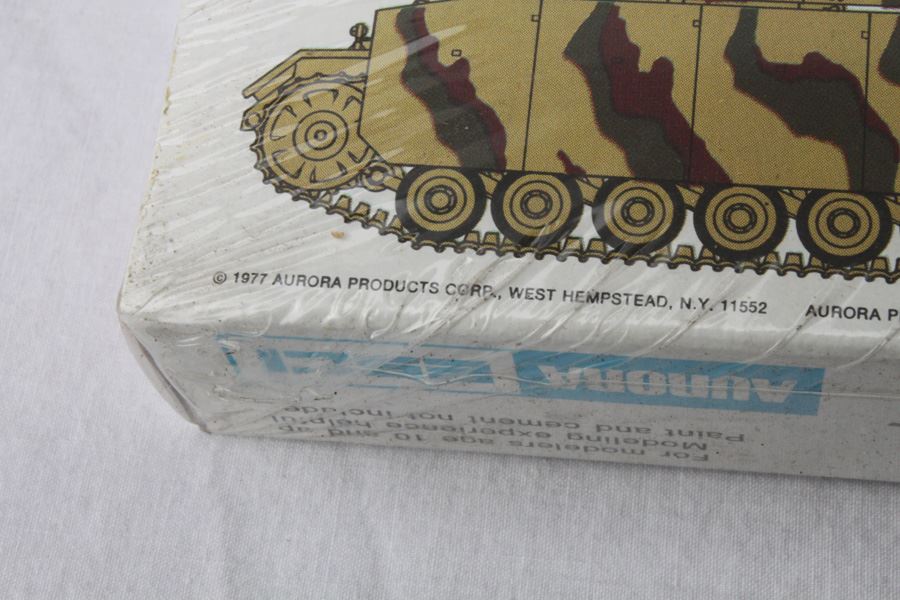 © 1977 AURORA PRODUCTS CORP., WEST HEMPSTEAD, N.Y. 11552 AURORA P
AURORA
For modelers age 10 and up
Modeling experience helpful
Paint and cement not include